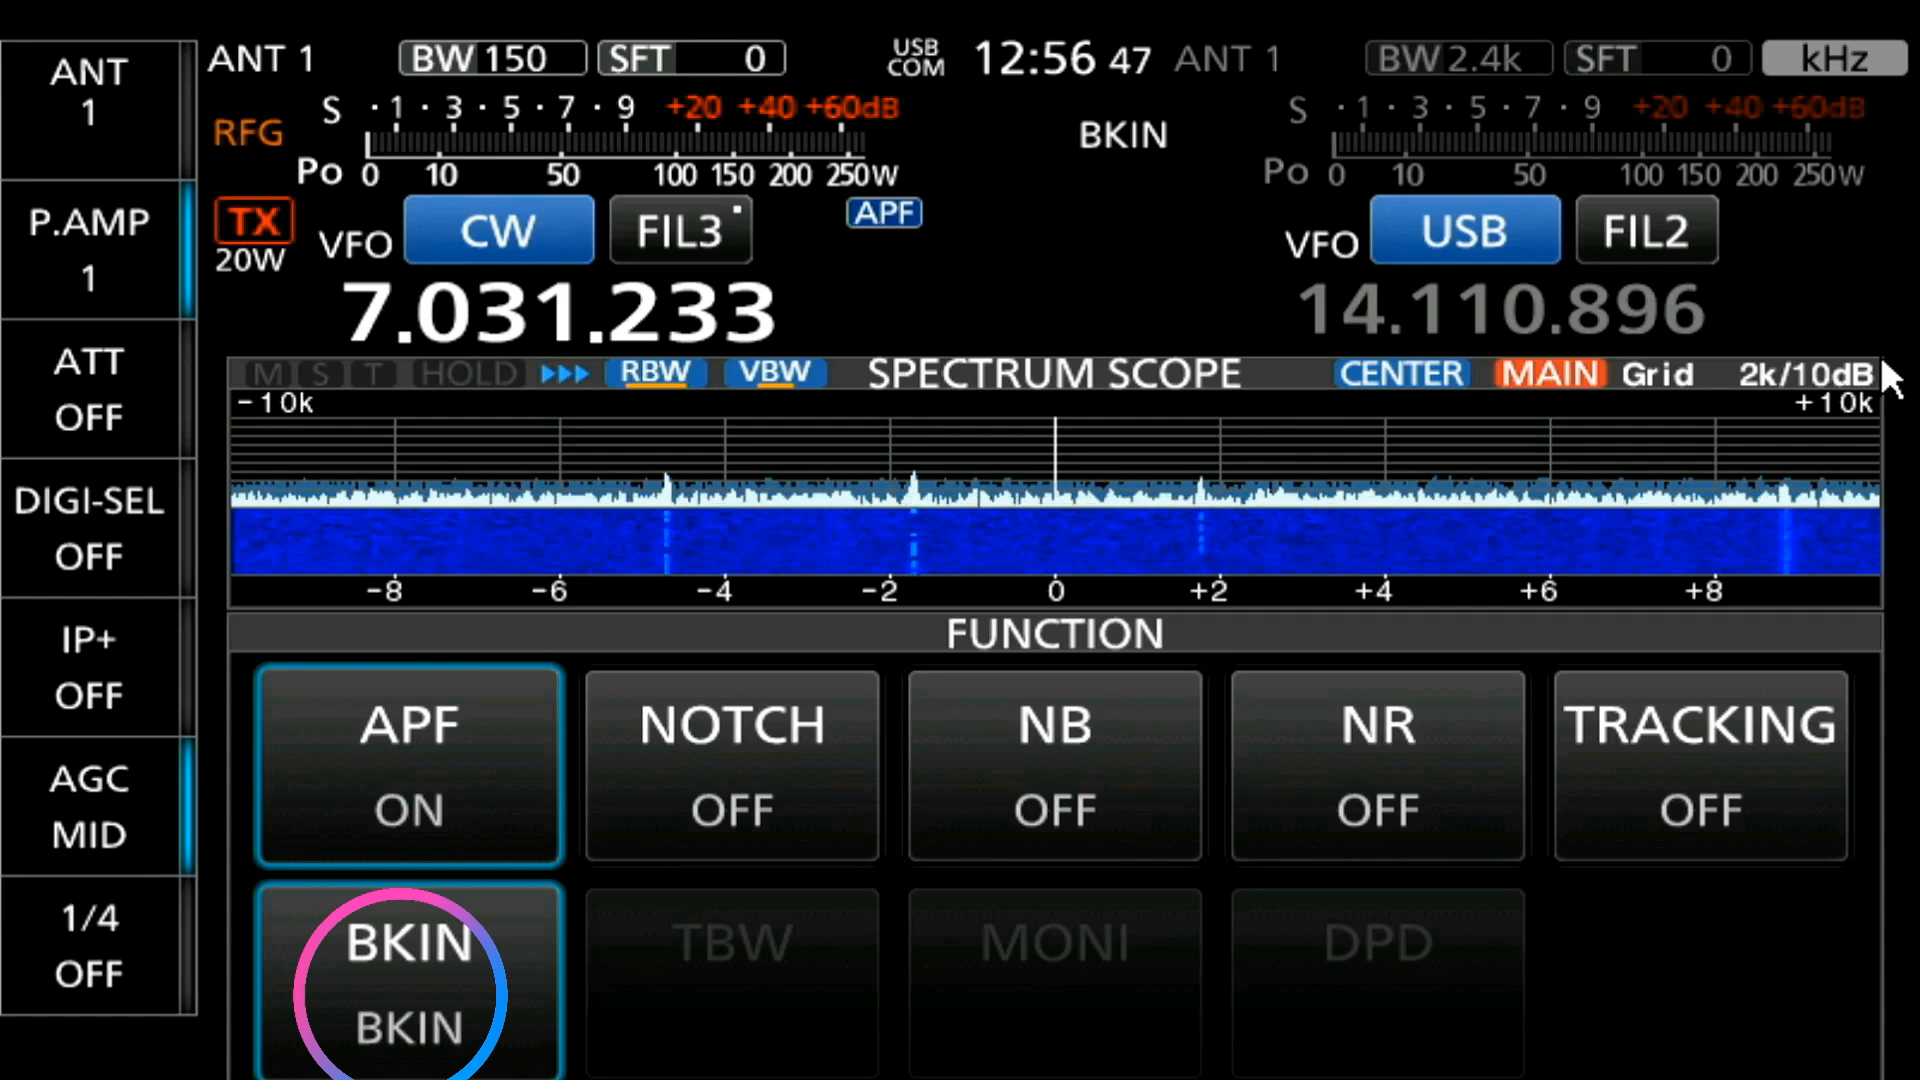 ANT 1
P.AMP 1
ATT OFF
DIGI-SEL OFF
IP+ OFF
AGC MID
1/4 OFF
ANT 1 BW 150 SFT 0 USB COM 12:56 47 ANT 1 BW 2.4k SFT 0 kHz
S ·1·3·5·7·9 +20 +40 +60dB
RFG
Po 0 10 50 100 150 200 250W
BKIN
S ·1·3·5·7·9 +20 +40 +60dB
Po 0 10 50 100 150 200 250W
TX 20W VFO CW FIL3 APF
VFO USB FIL2
7.031.233
14.110.896
M S T HOLD RBW VBW SPECTRUM SCOPE CENTER MAIN Grid 2k/10dB
-10k +10k
-8 -6 -4 -2 0 +2 +4 +6 +8
FUNCTION
APF NOTCH NB NR TRACKING
ON OFF OFF OFF OFF
BKIN TBW MONI DPD
BKIN